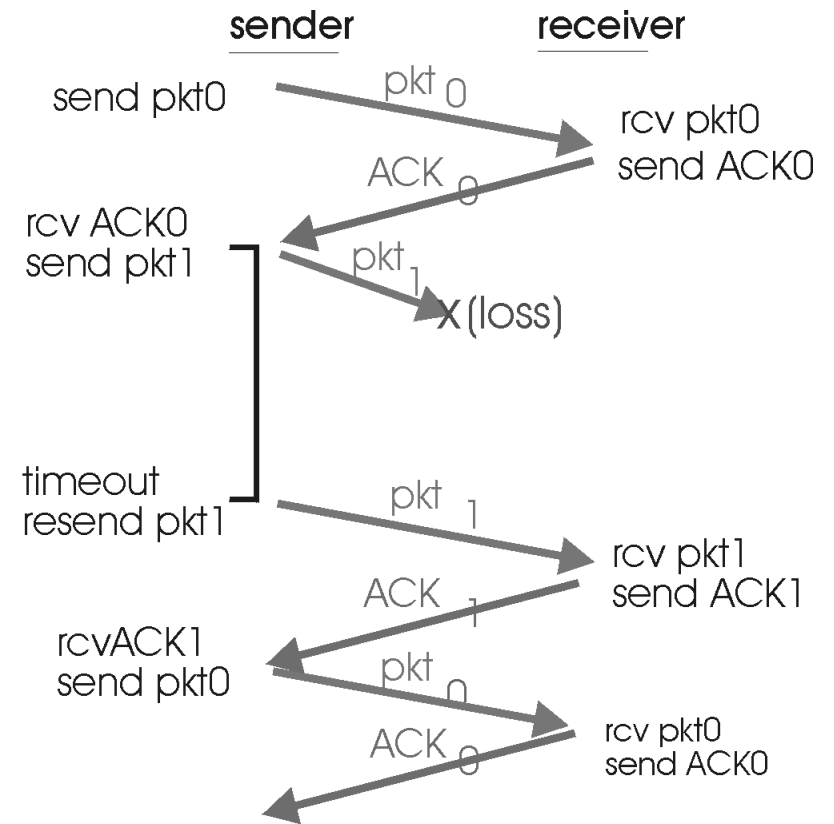 sender
receiver
send pkt0
pkt 0
rcv pkt0
send ACK0
ACK 0
rcv ACK0
send pkt1
pkt 1
X (loss)
timeout
resend pkt1
pkt 1
rcv pkt1
send ACK1
ACK 1
rcvACK1
send pkt0
pkt 0
rcv pkt0
send ACK0
ACK 0